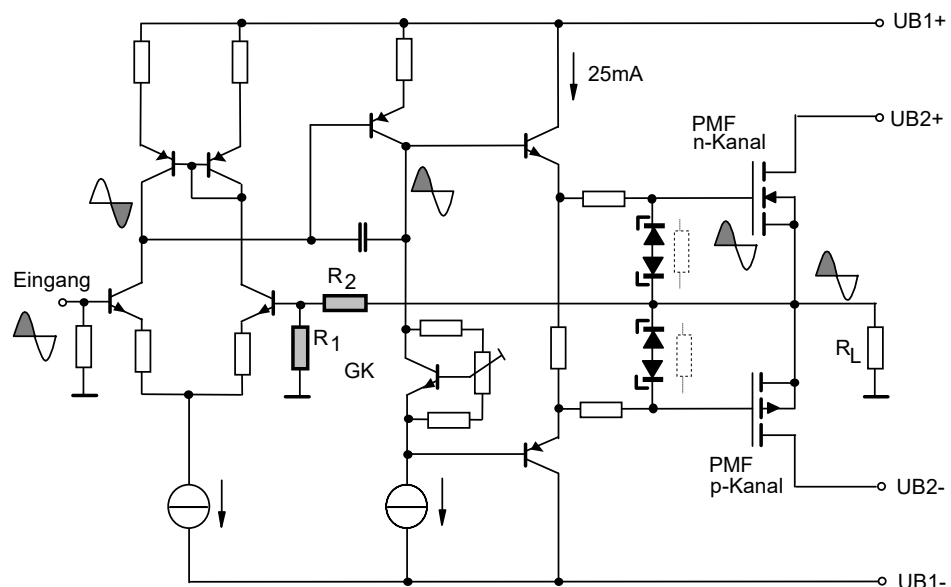 UB1+
25mA
PMF
n-Kanal
UB2+
Eingang
R2
R1
GK
RL
PMF
p-Kanal
UB2-
UB1-